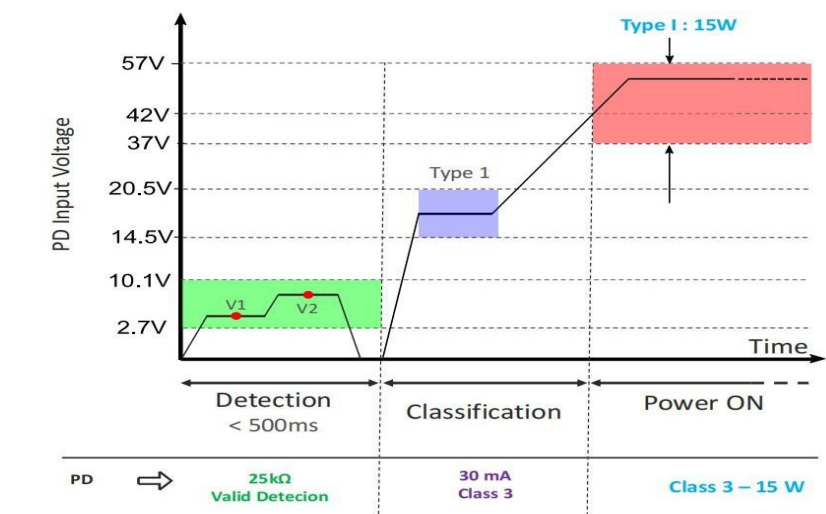 Type I : 15W
57V
42V
37V
20.5V
14.5V
10.1V
2.7V
PD Input Voltage
Type 1
V1
V2
Time
Detection
< 500ms
Classification
Power ON
PD
25kΩ
Valid Detecion
30 mA
Class 3
Class 3 – 15 W